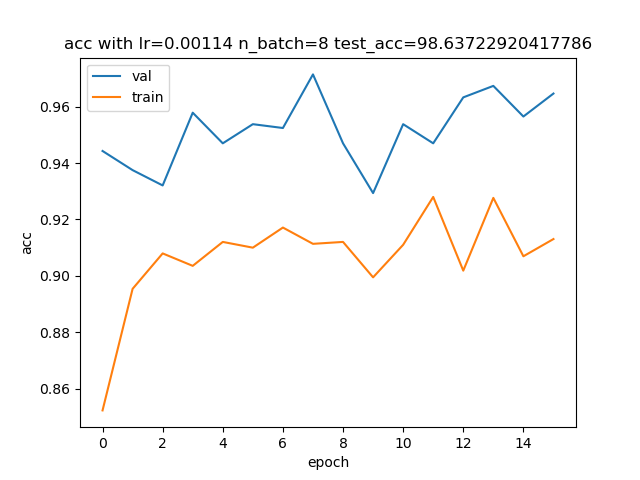 acc with lr=0.00114 n_batch=8 test_acc=98.63722920417786
val
train
0.96
0.94
0.92
0.90
0.88
0.86
acc
0 2 4 6 8 10 12 14
epoch